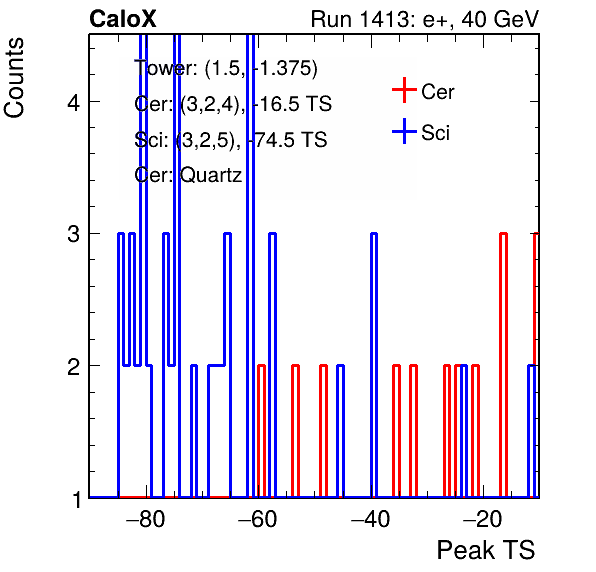 CaloX Run 1413: e+, 40 GeV
Counts
Tower: (1.5, -1.375)
Cer: (3,2,4), -16.5 TS
Sci: (3,2,5), -74.5 TS
Cer: Quartz
Cer
Sci
4
3
2
1
−80 −60 −40 −20
Peak TS